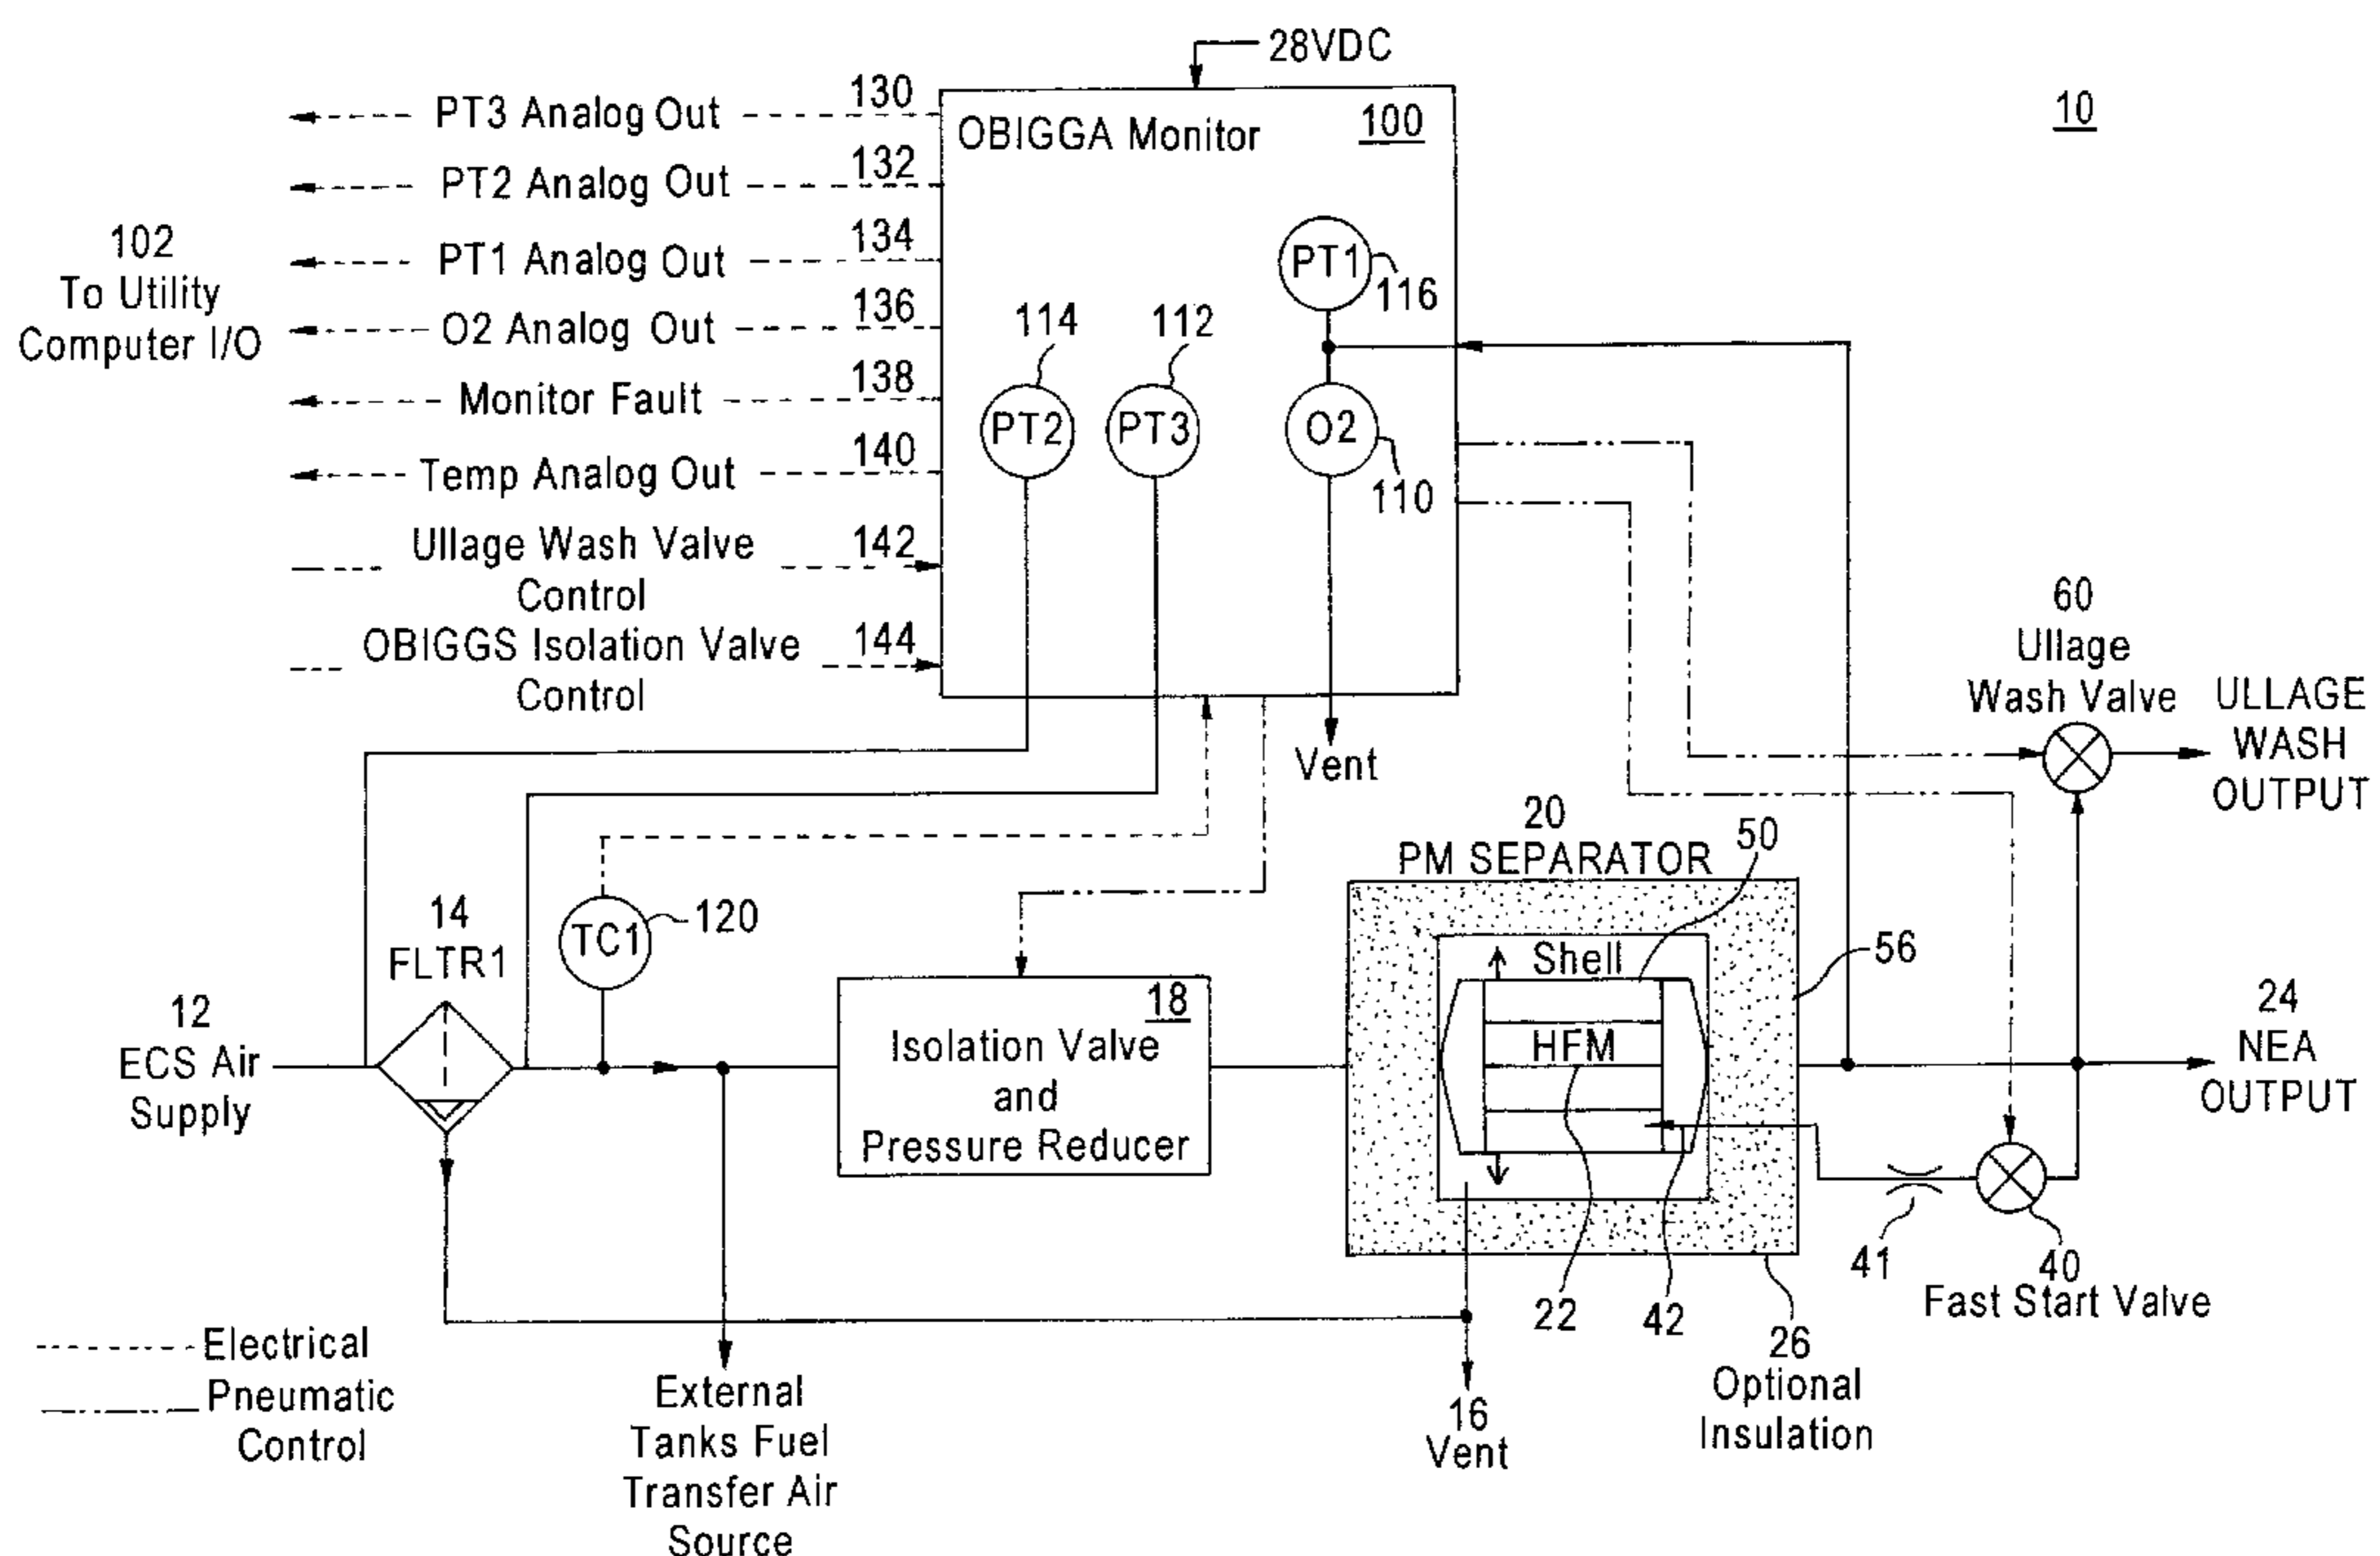 28VDC
10
130
PT3 Analog Out
OBIGGA Monitor
100
132
PT2 Analog Out
134
PT1 Analog Out
136
O2 Analog Out
138
Monitor Fault
140
Temp Analog Out
142
Ullage Wash Valve
Control
144
OBIGGS Isolation Valve
Control
102
To Utility
Computer I/O
PT1
116
114
112
PT2
PT3
O2
110
Vent
60
Ullage
Wash Valve
ULLAGE
WASH
OUTPUT
20
PM SEPARATOR
50
14
FLTR1
TC1
120
12
ECS Air
Supply
18
Isolation Valve
and
Pressure Reducer
Shell
HFM
56
24
NEA
OUTPUT
22
42
41
40
Fast Start Valve
26
Optional
Insulation
16
Vent
External
Tanks Fuel
Transfer Air
Source
Electrical
Pneumatic
Control